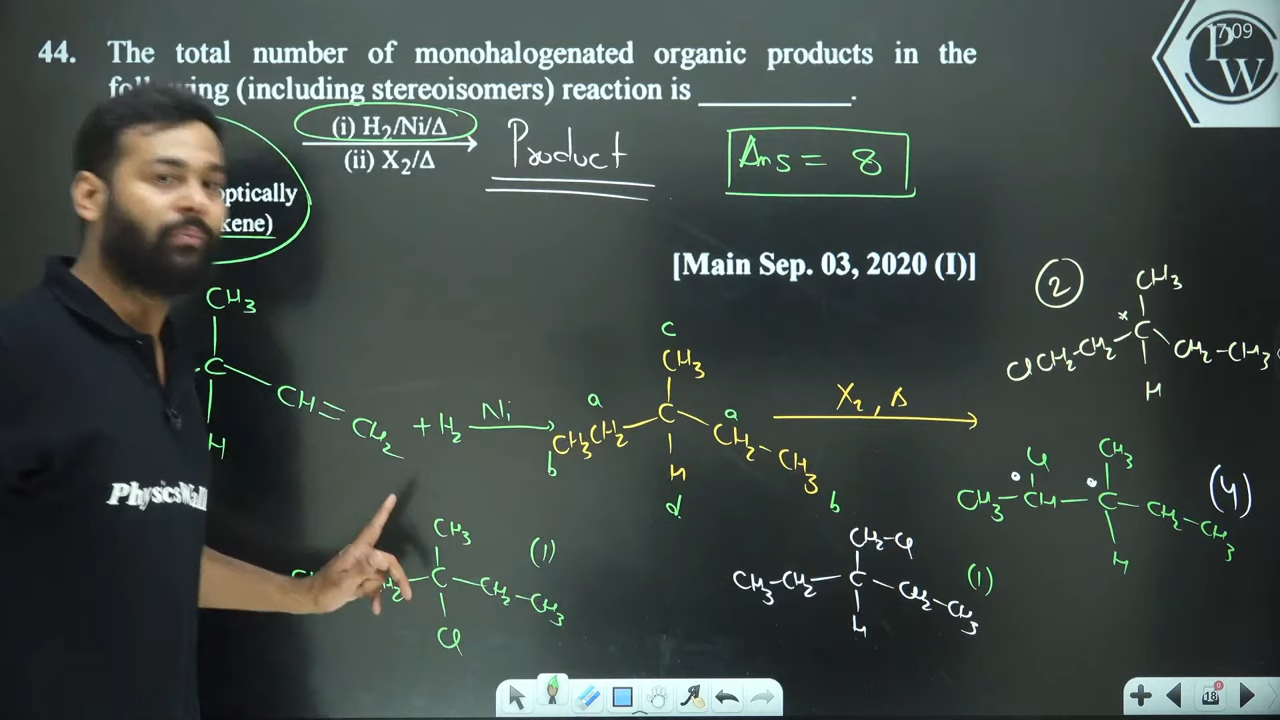 17:09
PW
44. The total number of monohalogenated organic products in the
following (including stereoisomers) reaction is ________.
(i) H₂/Ni/Δ
(ii) X₂/Δ
Product
Ans = 8
optically
[Main Sep. 03, 2020 (I)]
CH₃
C
CH=CH₂
H
+ H₂
Ni
c
CH₃
a
a
CH₃CH₂
C
CH₂-CH₃
b
b
H
d
X₂, Δ
2
CH₃
*
ClCH₂-CH₂
C
CH₂-CH₃
H
Cl
CH₃
CH₃-CH-C
CH₂-CH₃
H
(4)
CH₃
(1)
C
CH₂-CH₃
Cl
CH₂-Cl
CH₃-CH₂
C
CH₂-CH₃
(1)
H
18